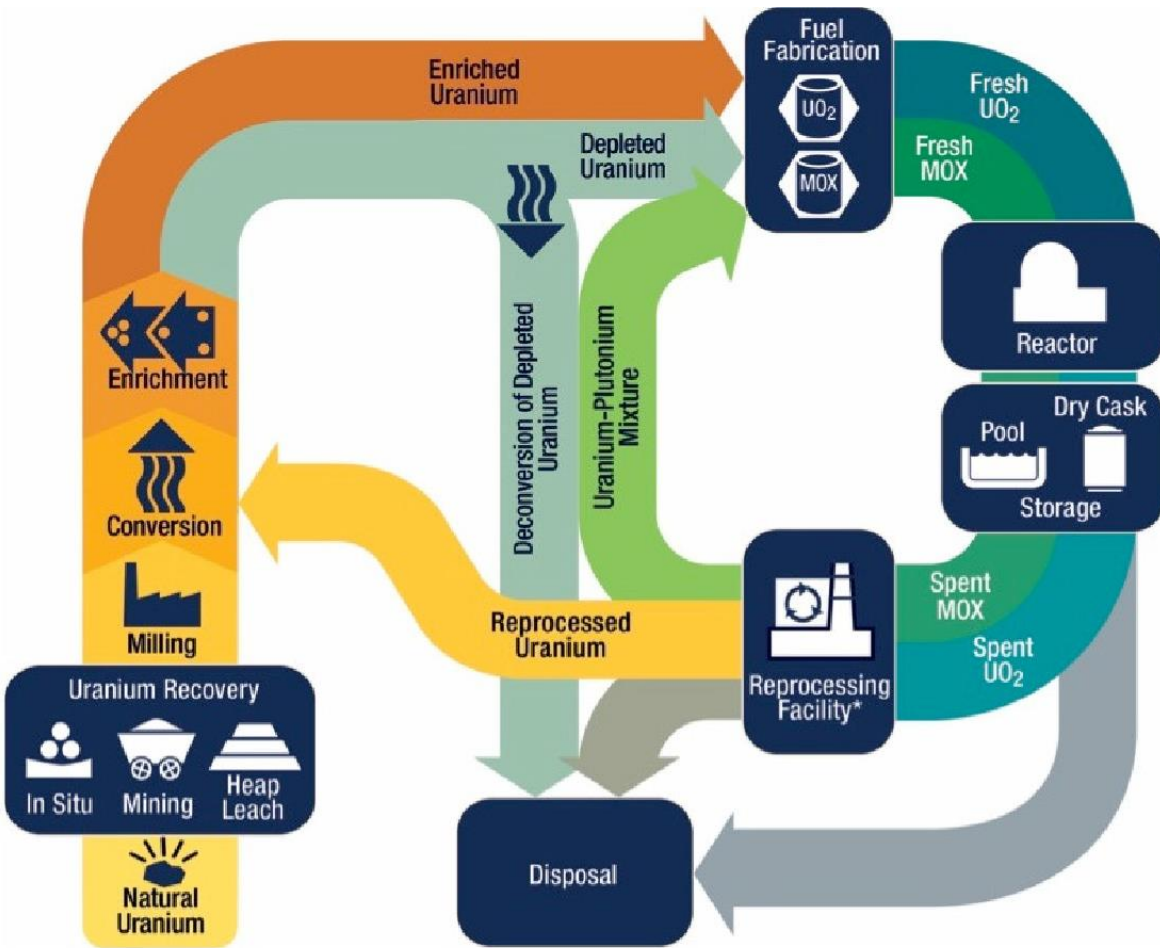 Fuel
Fabrication
UO₂
MOX
Enriched
Uranium
Depleted
Uranium
Fresh
UO₂
Fresh
MOX
Reactor
Dry Cask
Pool
Storage
Enrichment
Conversion
Milling
Uranium Recovery
In Situ
Mining
Heap
Leach
Natural
Uranium
Deconversion of Depleted
Uranium
Uranium-Plutonium
Mixture
Reprocessed
Uranium
Reprocessing
Facility*
Spent
MOX
Spent
UO₂
Disposal